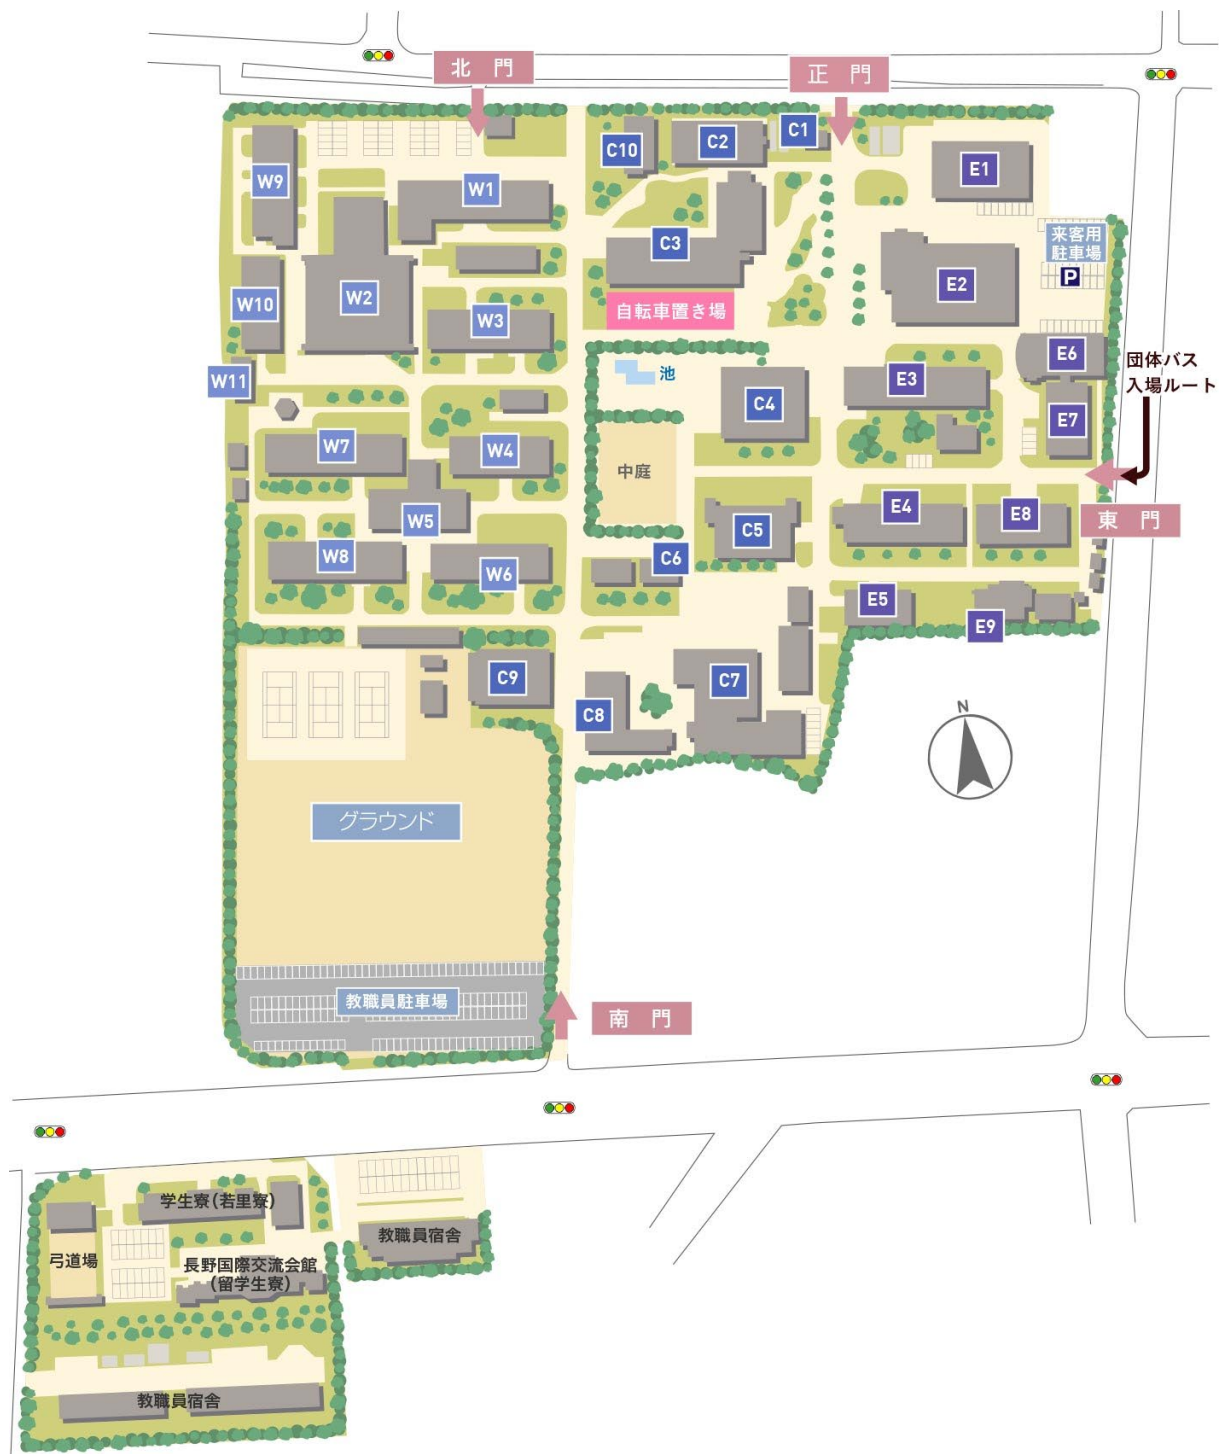 北 門
正 門
C1
C2
C10
E1
W9
W1
C3
来客用
駐車場
P
E2
W10
W2
W3
自転車置き場
E6
団体バス
入場ルート
W11
池
E3
C4
E7
W7
W4
中庭
E4
E8
東 門
W5
C5
W8
W6
C6
E5
E9
C9
C7
C8
N
グラウンド
教職員駐車場
南 門
学生寮（若里寮）
教職員宿舎
弓道場
長野国際交流会館
（留学生寮）
教職員宿舎